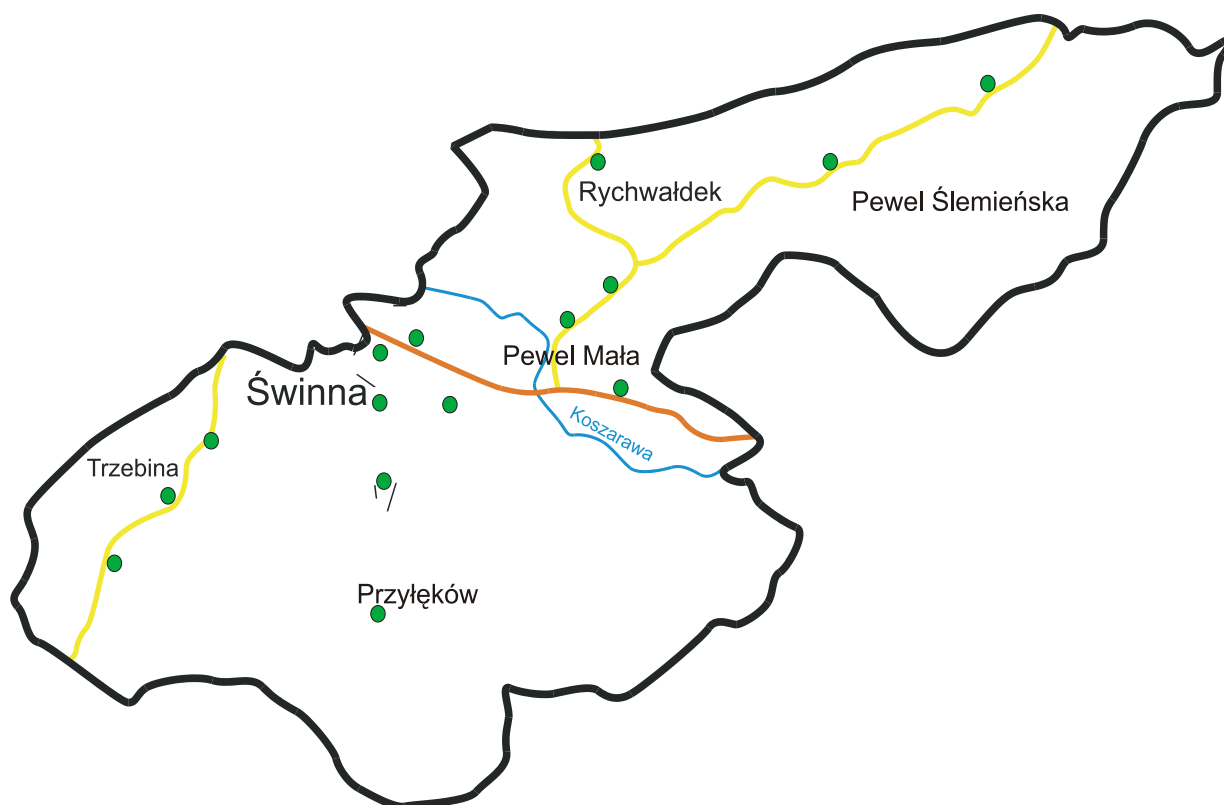 Rychwałdek
Pewel Ślemieńska
Pewel Mała
Świnna
Koszarawa
Trzebina
Przyłęków